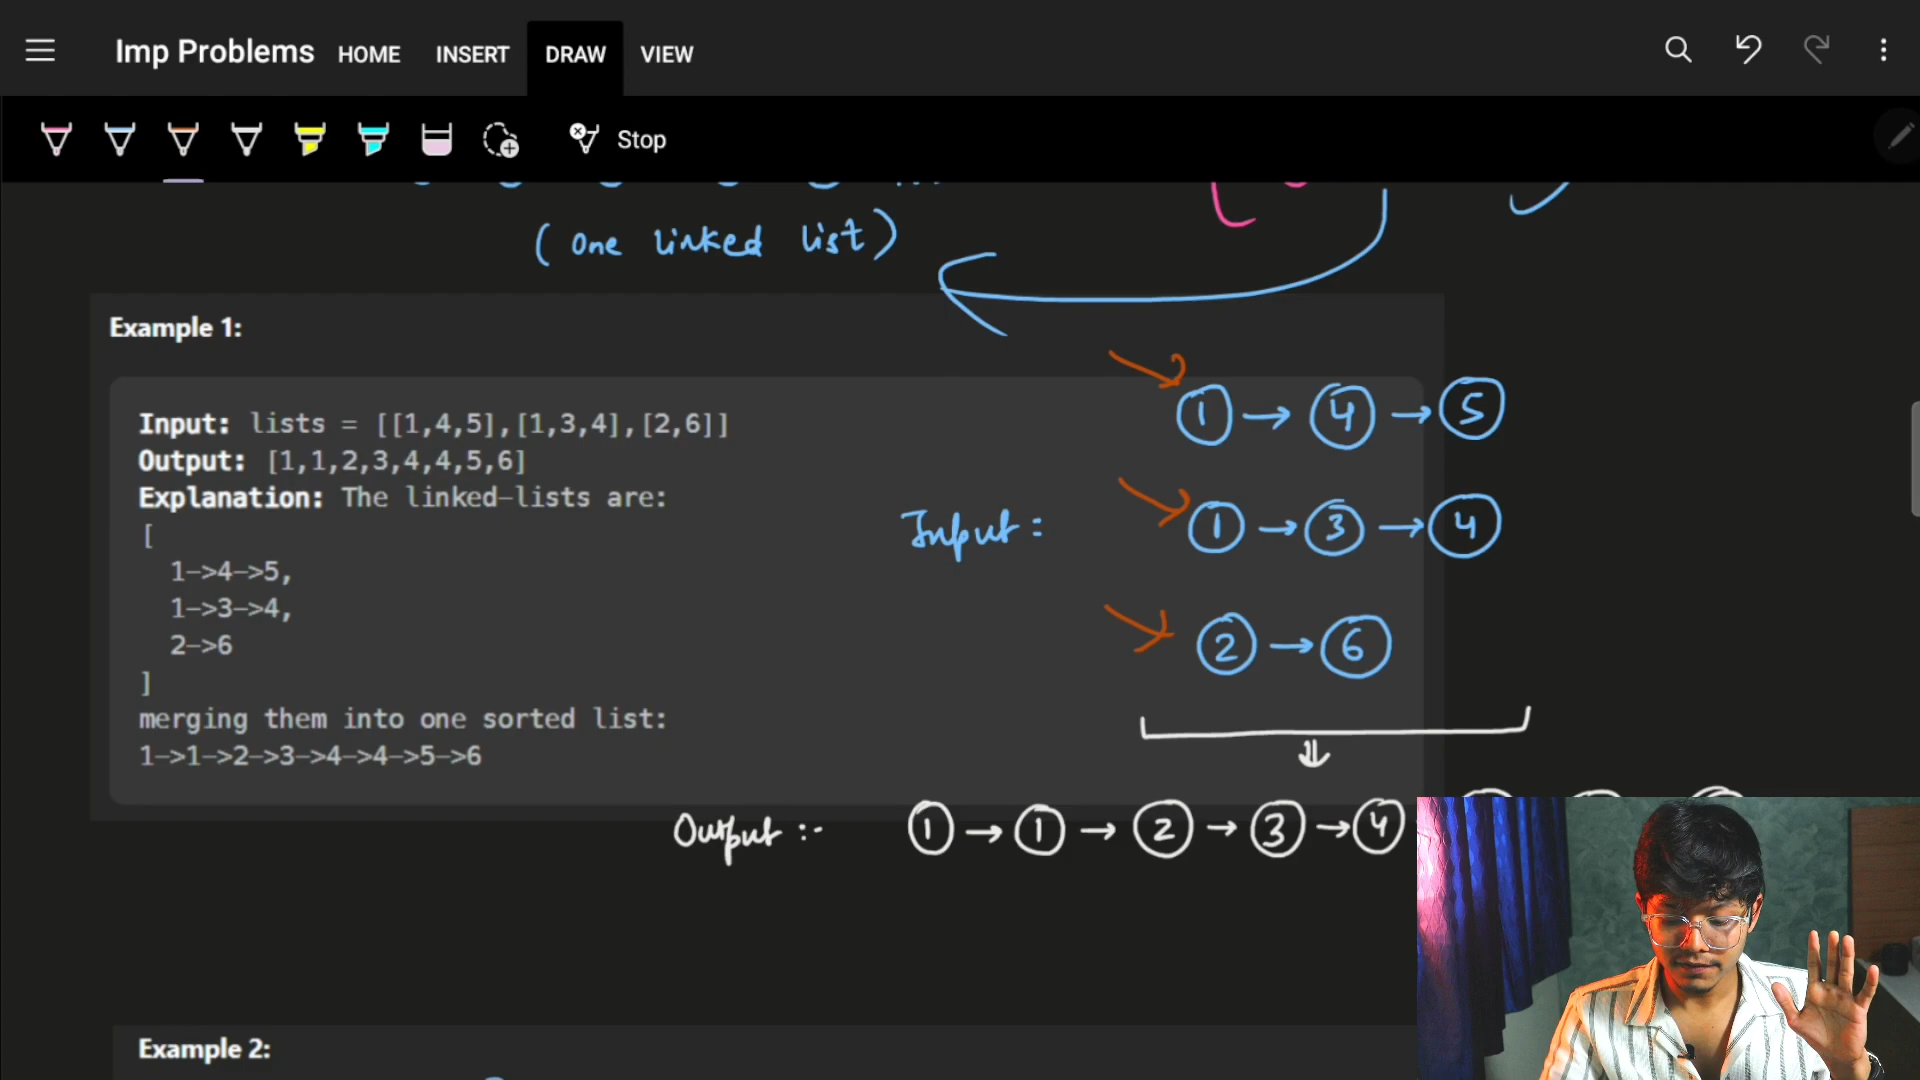 Imp Problems HOME INSERT DRAW VIEW
Stop
( one linked list )
Example 1:
Input: lists = [[1,4,5],[1,3,4],[2,6]]
Output: [1,1,2,3,4,4,5,6]
Explanation: The linked-lists are:
[
1->4->5,
1->3->4,
2->6
]
merging them into one sorted list:
1->1->2->3->4->4->5->6
1 → 4 → 5
Input :
1 → 3 → 4
2 → 6
Output :- 1 → 1 → 2 → 3 → 4
Example 2: